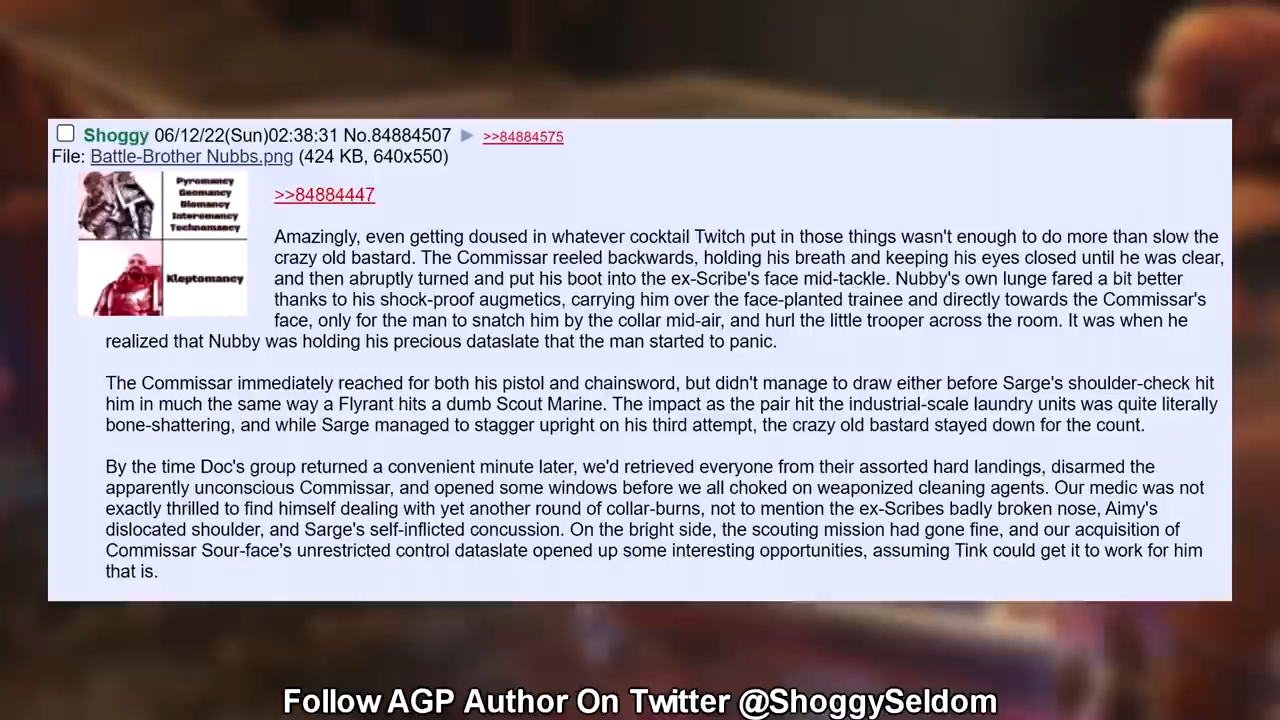 Shoggy 06/12/22(Sun)02:38:31 No.84884507 ▶ >>84884575
File: Battle-Brother Nubbs.png (424 KB, 640x550)
Pyromancy
Geomancy
Biomancy
Interomancy
Technomancy
Kleptomancy
>>84884447
Amazingly, even getting doused in whatever cocktail Twitch put in those things wasn't enough to do more than slow the
crazy old bastard. The Commissar reeled backwards, holding his breath and keeping his eyes closed until he was clear,
and then abruptly turned and put his boot into the ex-Scribe's face mid-tackle. Nubby's own lunge fared a bit better
thanks to his shock-proof augmetics, carrying him over the face-planted trainee and directly towards the Commissar's
face, only for the man to snatch him by the collar mid-air, and hurl the little trooper across the room. It was when he
realized that Nubby was holding his precious dataslate that the man started to panic.
The Commissar immediately reached for both his pistol and chainsword, but didn't manage to draw either before Sarge's shoulder-check hit
him in much the same way a Flyrant hits a dumb Scout Marine. The impact as the pair hit the industrial-scale laundry units was quite literally
bone-shattering, and while Sarge managed to stagger upright on his third attempt, the crazy old bastard stayed down for the count.
By the time Doc's group returned a convenient minute later, we'd retrieved everyone from their assorted hard landings, disarmed the
apparently unconscious Commissar, and opened some windows before we all choked on weaponized cleaning agents. Our medic was not
exactly thrilled to find himself dealing with yet another round of collar-burns, not to mention the ex-Scribes badly broken nose, Aimy's
dislocated shoulder, and Sarge's self-inflicted concussion. On the bright side, the scouting mission had gone fine, and our acquisition of
Commissar Sour-face's unrestricted control dataslate opened up some interesting opportunities, assuming Tink could get it to work for him
that is.
Follow AGP Author On Twitter @ShoggySeldom